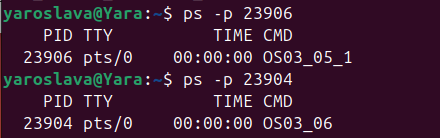 yaroslava@Yara:~$ ps -p 23906
    PID TTY          TIME CMD
  23906 pts/0    00:00:00 OS03_05_1
yaroslava@Yara:~$ ps -p 23904
    PID TTY          TIME CMD
  23904 pts/0    00:00:00 OS03_06